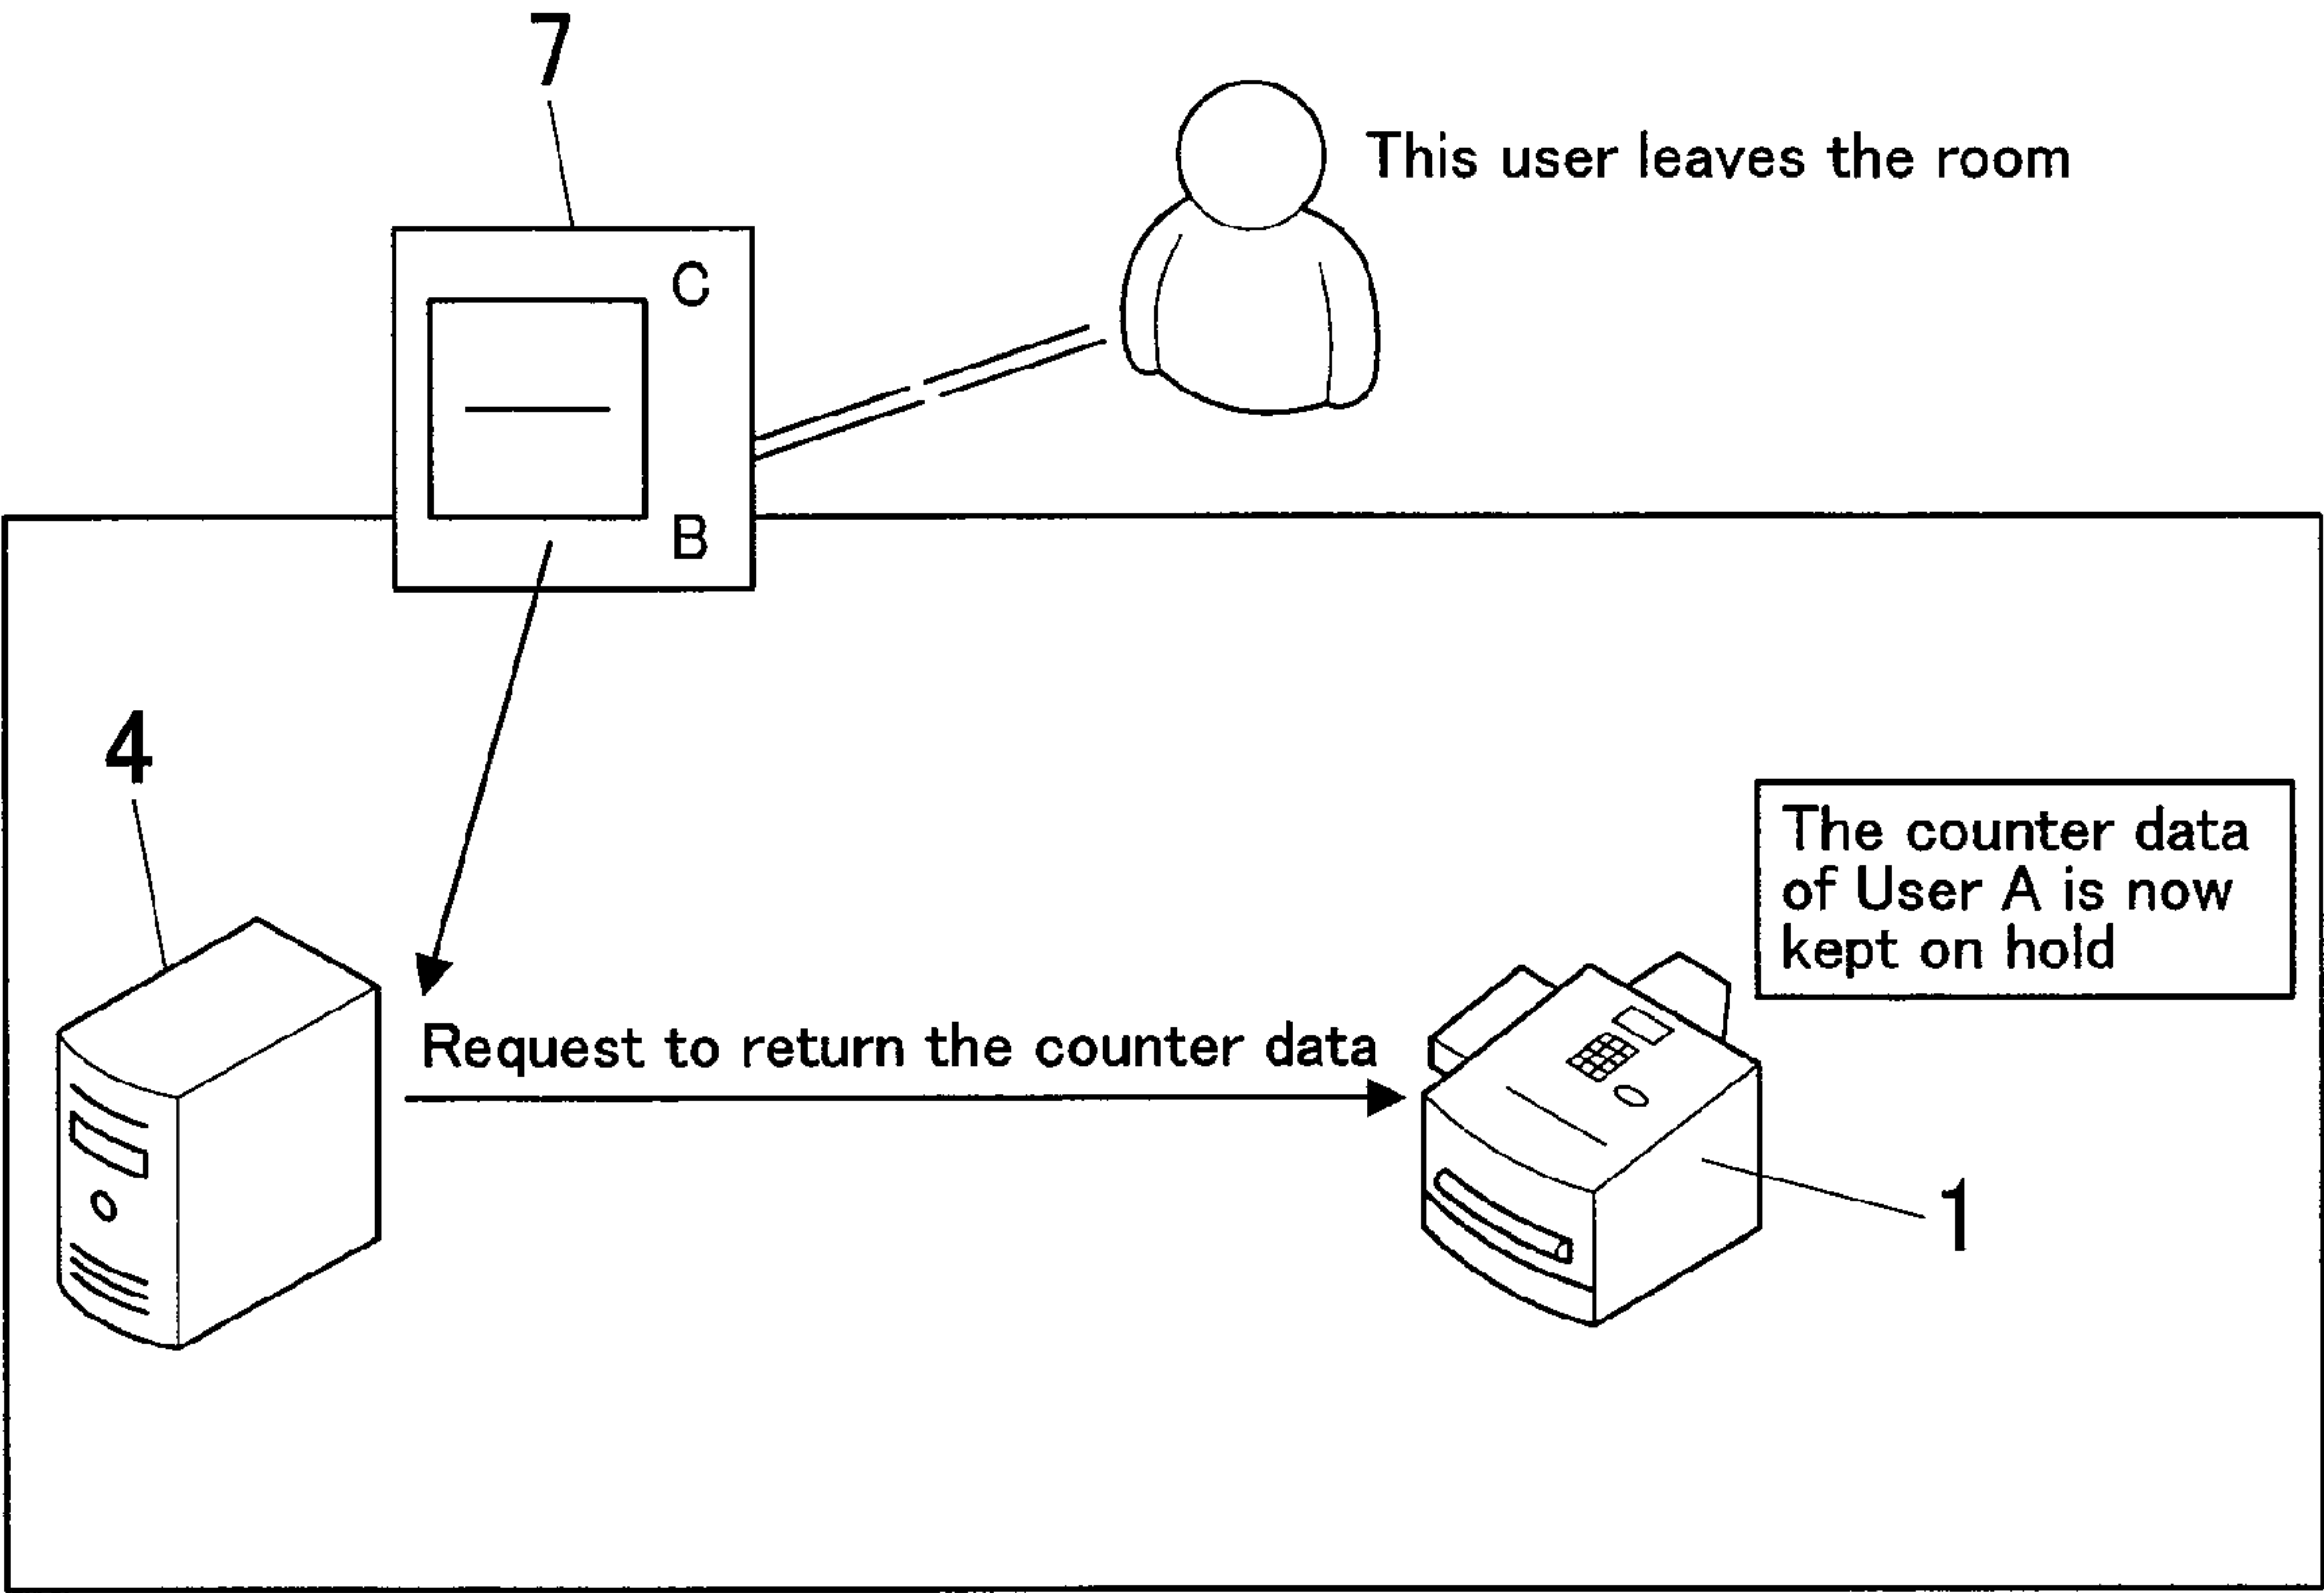 7
This user leaves the room
C
B
4
The counter data
of User A is now
kept on hold
Request to return the counter data
1